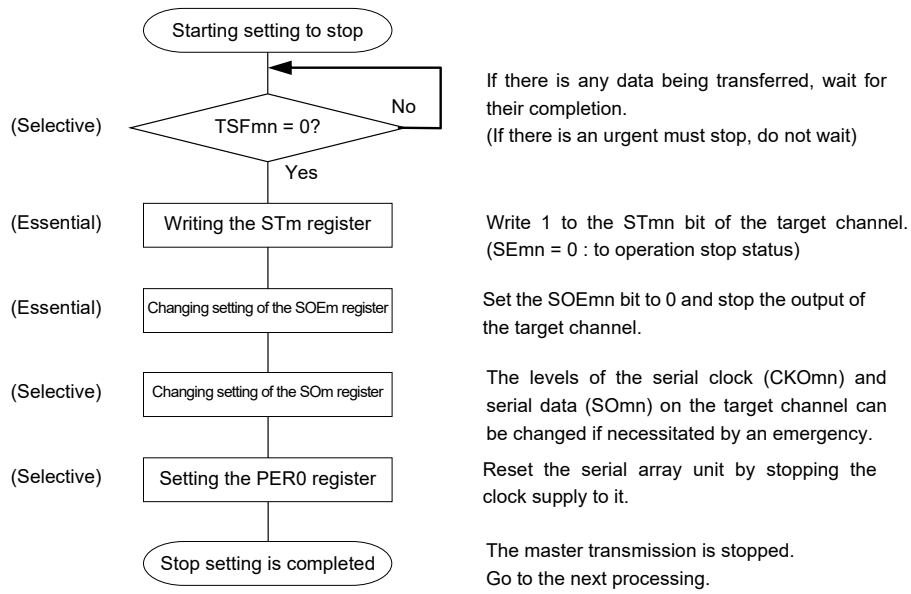 Starting setting to stop
No
(Selective)
TSFmn = 0?
If there is any data being transferred, wait for
their completion.
(If there is an urgent must stop, do not wait)
Yes
(Essential)
Writing the STm register
Write 1 to the STmn bit of the target channel.
(SEmn = 0 : to operation stop status)
(Essential)
Changing setting of the SOEm register
Set the SOEmn bit to 0 and stop the output of
the target channel.
(Selective)
Changing setting of the SOm register
The levels of the serial clock (CKOmn) and
serial data (SOmn) on the target channel can
be changed if necessitated by an emergency.
(Selective)
Setting the PER0 register
Reset the serial array unit by stopping the
clock supply to it.
Stop setting is completed
The master transmission is stopped.
Go to the next processing.